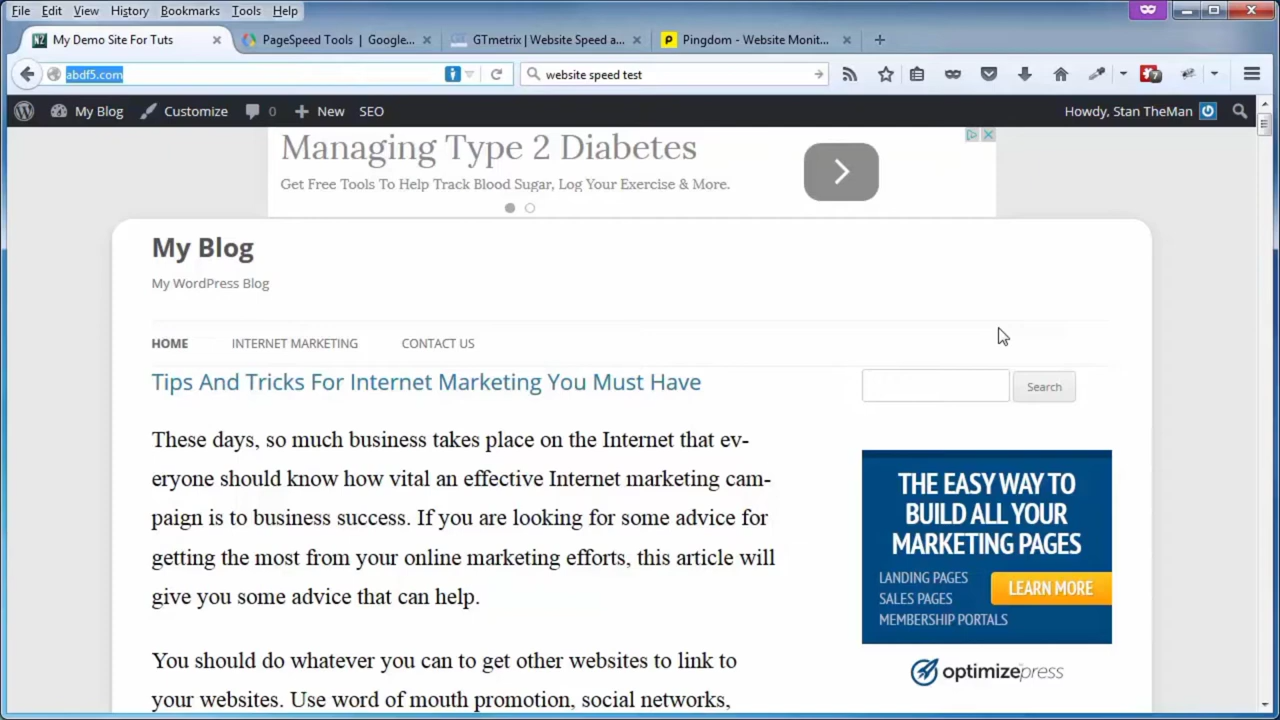 File Edit View History Bookmarks Tools Help
My Demo Site For Tuts
PageSpeed Tools | Google...
GTmetrix | Website Speed a...
Pingdom - Website Monit...
abdf5.com
website speed test
My Blog
Customize
0
New
SEO
Howdy, Stan TheMan
Managing Type 2 Diabetes
Get Free Tools To Help Track Blood Sugar, Log Your Exercise & More.
My Blog
My WordPress Blog
HOME
INTERNET MARKETING
CONTACT US
Tips And Tricks For Internet Marketing You Must Have
Search
These days, so much business takes place on the Internet that ev-
eryone should know how vital an effective Internet marketing cam-
paign is to business success. If you are looking for some advice for
getting the most from your online marketing efforts, this article will
give you some advice that can help.
You should do whatever you can to get other websites to link to
your websites. Use word of mouth promotion, social networks,
THE EASY WAY TO
BUILD ALL YOUR
MARKETING PAGES
LANDING PAGES
SALES PAGES
MEMBERSHIP PORTALS
LEARN MORE
optimizepress